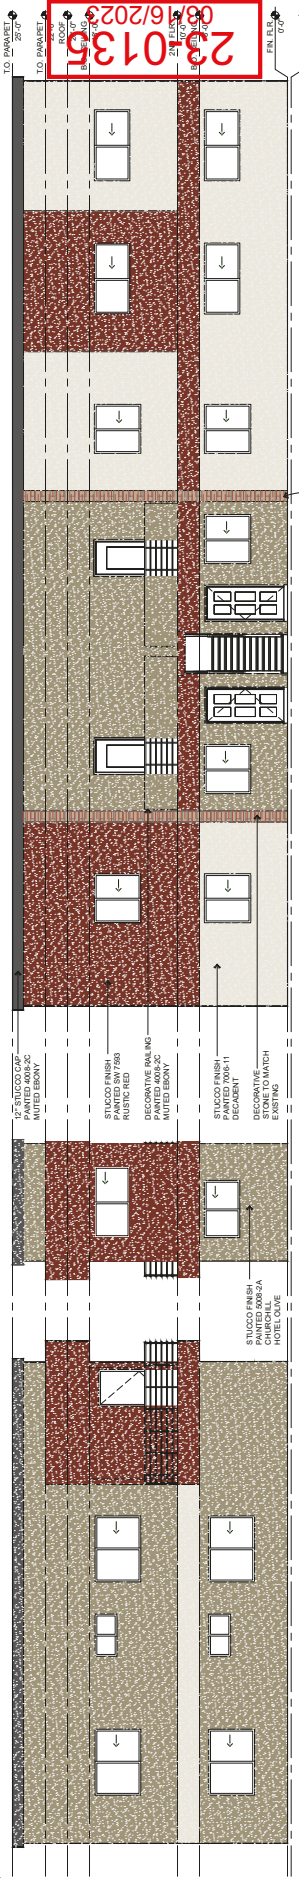 T.O. PARAPET
25'-0"
T.O. PARAPET
ROOF
2ND FLR.
FIN. FLR.
0'-0"
08/16/2023
12" STUCCO CAP
PAINTED 4008-2C
MUTED EBONY
STUCCO FINISH
PAINTED SW 7593
RUSTIC RED
DECORATIVE RAILING
PAINTED 4008-2C
MUTED EBONY
STUCCO FINISH
PAINTED 7006-11
DECADENT
DECORATIVE
STONE TO MATCH
EXISTING
STUCCO FINISH
PAINTED 5008-2A
CHURCHILL
HOTEL OLIVE